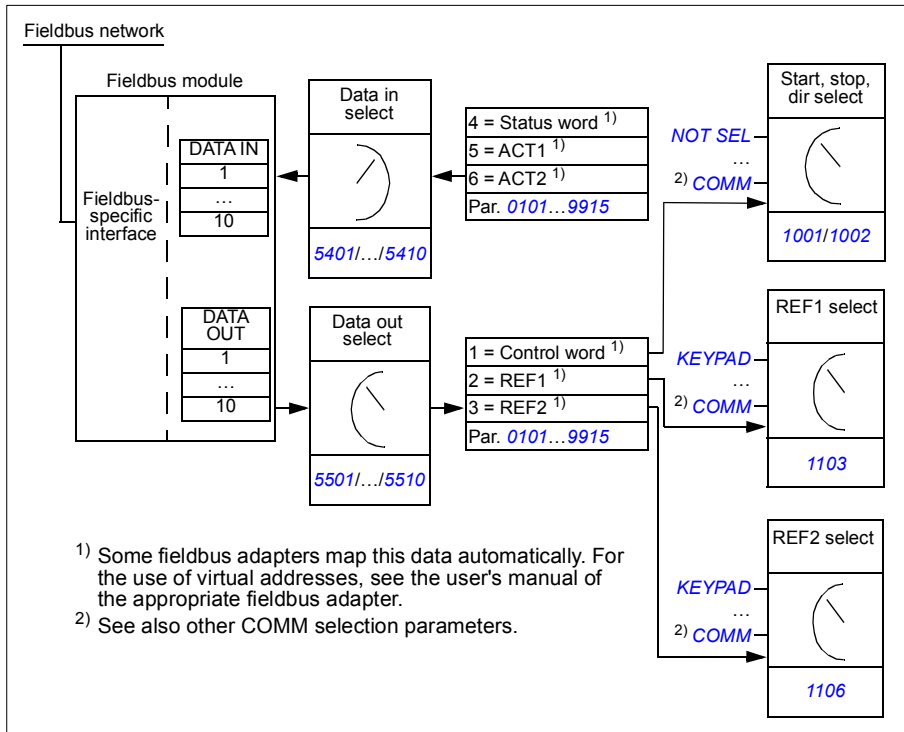 Fieldbus network
Fieldbus module
Fieldbus-
specific
interface
DATA IN
1
…
10
DATA
OUT
1
…
10
Data in
select
5401/…/5410
Data out
select
5501/…/5510
4 = Status word 1)
5 = ACT1 1)
6 = ACT2 1)
Par. 0101…9915
1 = Control word 1)
2 = REF1 1)
3 = REF2 1)
Par. 0101…9915
Start, stop,
dir select
NOT SEL
…
2) COMM
1001/1002
REF1 select
KEYPAD
…
2) COMM
1103
REF2 select
KEYPAD
…
2) COMM
1106
1) Some fieldbus adapters map this data automatically. For
the use of virtual addresses, see the user's manual of
the appropriate fieldbus adapter.
2) See also other COMM selection parameters.